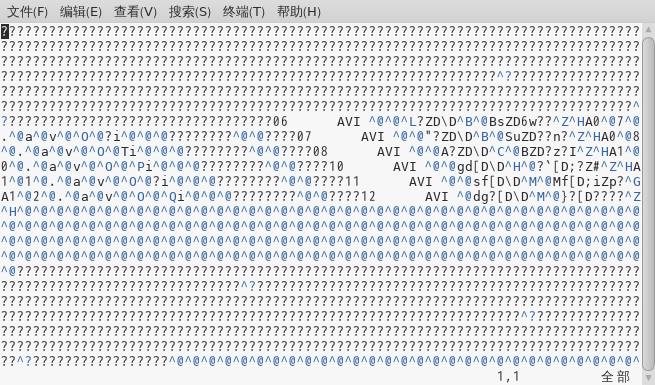 文件(F) 编辑(E) 查看(V) 搜索(S) 终端(T) 帮助(H)
????????????????????????????????????????????????????????????????????????????????
????????????????????????????????????????????????????????????????????????????????
????????????????????????????????????????????????????????????????????????????????
??????????????????????????????????????????????????????????????^?????????????????
????????????????????????????????????????????????????????????????????????????????
???????????????????????????????????????????????????????????????????????????????^
??????????????????????????????????06      AVI ^@^@^L?ZD\D^B^@BsZD6w??^Z^HA0^@7^@
.^@a^@v^@^O^@?i^@^@^@????????^@^@????07      AVI ^@^@"?ZD\D^B^@SuZD??n?^Z^HA0^@8
^@.^@a^@v^@^O^@Ti^@^@^@????????^@^@????08      AVI ^@^@A?ZD\D^C^@BZD?z?I^Z^HA1^@
0^@.^@a^@v^@^O^@^Pi^@^@^@????????^@^@????10      AVI ^@^@gd[D\D^H^@?`[D;?Z#^Z^HA
1^@1^@.^@a^@v^@^O^@?i^@^@^@????????^@^@????11      AVI ^@^@sf[D\D^M^@Mf[D;iZp?^G
A1^@2^@.^@a^@v^@^O^@^Qi^@^@^@????????^@^@????12      AVI ^@dg?[D\D^M^@}?[D????^Z
^H^@^@^@^@^@^@^@^@^@^@^@^@^@^@^@^@^@^@^@^@^@^@^@^@^@^@^@^@^@^@^@^@^@^@^@^@^@^@^@
^@^@^@^@^@^@^@^@^@^@^@^@^@^@^@^@^@^@^@^@^@^@^@^@^@^@^@^@^@^@^@^@^@^@^@^@^@^@^@^@
^@^@^@^@^@^@^@^@^@^@^@^@^@^@^@^@^@^@^@^@^@^@^@^@^@^@^@^@^@^@^@^@^@^@^@^@^@^@^@^@
^@^@^@^@^@^@^@^@^@^@^@^@^@^@^@^@^@^@^@^@^@^@^@^@^@^@^@^@^@^@^@^@^@^@^@^@^@^@^@^@
^@??????????????????????????????????????????????????????????????????????????????
??????????????????????????????^?????????????????????????????????????????????????
????????????????????????????????????????????????????????????????????????????????
?????????????????????????????????????????????????????????????????^??????????????
????????????????????????????????????????????????????????????????????????????????
????????????????????????????????????????????????????????????????????????????????
??^??????????????????^@^@^@^@^@^@^@^@^@^@^@^@^@^@^@^@^@^@^@^@^@^@^@^@^@^@^@^@^@^
1,1 全部